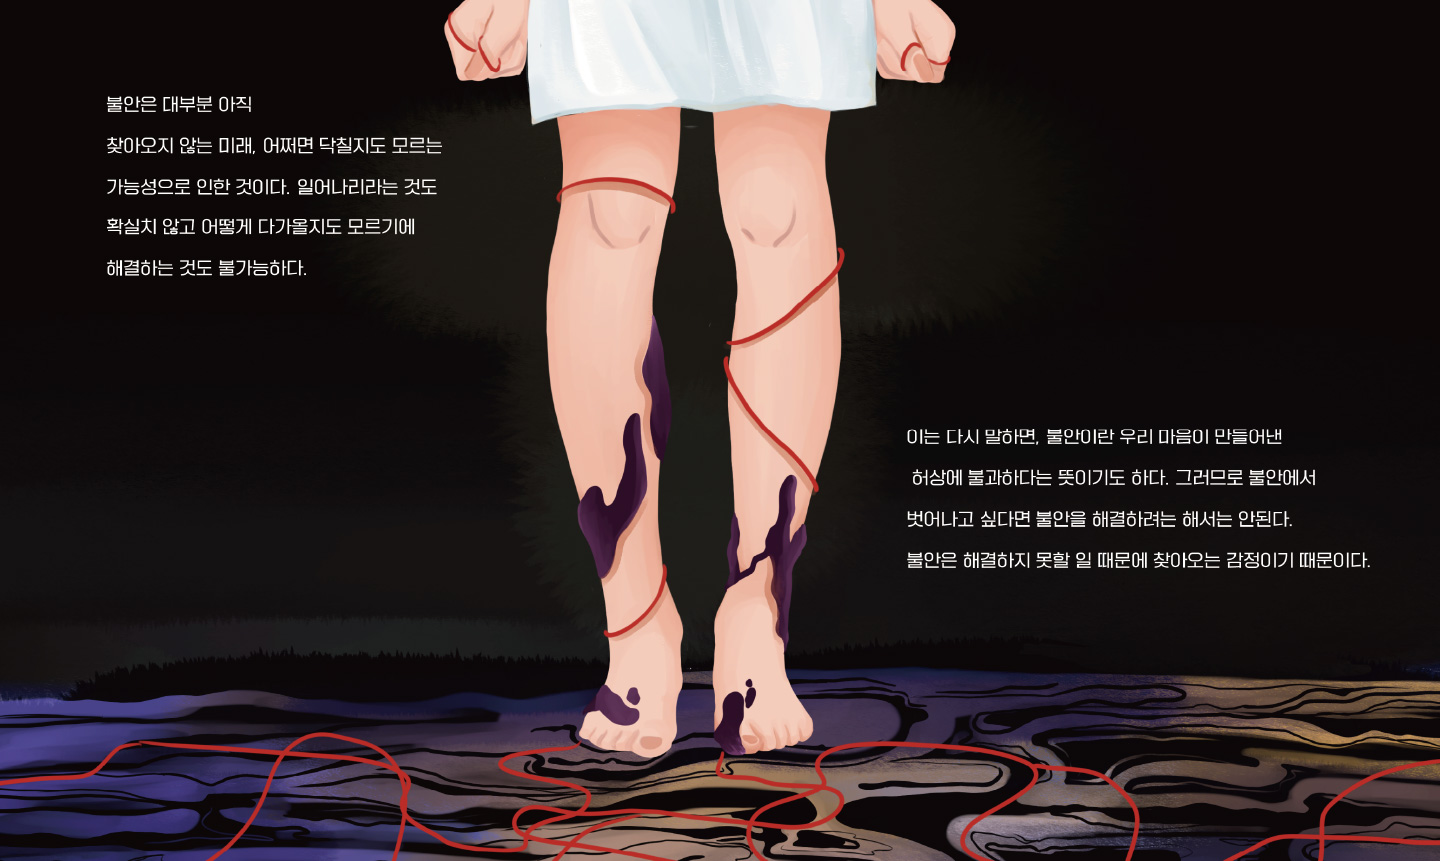 불안은 대부분 아직
찾아오지 않는 미래, 어쩌면 닥칠지도 모르는
가능성으로 인한 것이다. 일어나리라는 것도
확실치 않고 어떻게 다가올지도 모르기에
해결하는 것도 불가능하다.
이는 다시 말하면, 불안이란 우리 마음이 만들어낸
허상에 불과하다는 뜻이기도 하다. 그러므로 불안에서
벗어나고 싶다면 불안을 해결하려는 해서는 안된다.
불안은 해결하지 못할 일 때문에 찾아오는 감정이기 때문이다.